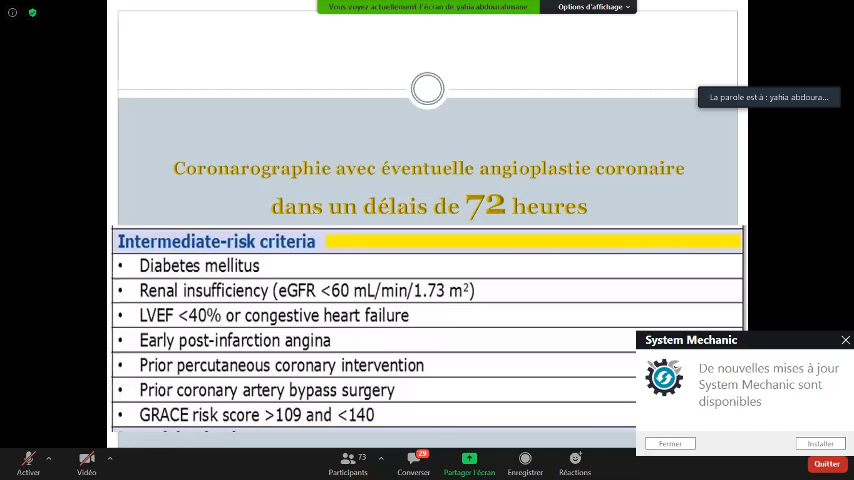 Vous voyez actuellement l'écran de yahia abdourahmane
Options d'affichage
La parole est à : yahia abdoura...
Coronarographie avec éventuelle angioplastie coronaire
dans un délais de 72 heures
Intermediate-risk criteria
• Diabetes mellitus
• Renal insufficiency (eGFR <60 mL/min/1.73 m²)
• LVEF <40% or congestive heart failure
• Early post-infarction angina
• Prior percutaneous coronary intervention
• Prior coronary artery bypass surgery
• GRACE risk score >109 and <140
System Mechanic
De nouvelles mises à jour
System Mechanic sont
disponibles
Fermer
Installer
Activer
Vidéo
73
Participants
29
Converser
Partager l'écran
Enregistrer
Réactions
Quitter